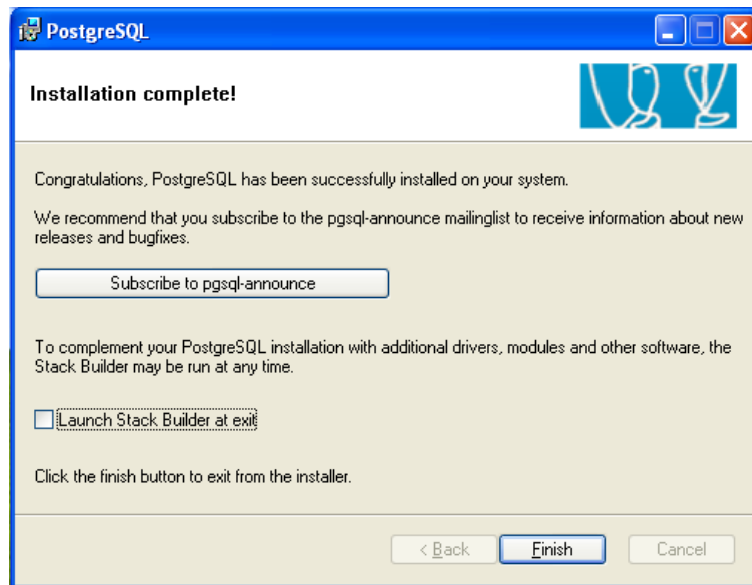 PostgreSQL
Installation complete!
Congratulations, PostgreSQL has been successfully installed on your system.
We recommend that you subscribe to the pgsql-announce mailinglist to receive information about new
releases and bugfixes.
Subscribe to pgsql-announce
To complement your PostgreSQL installation with additional drivers, modules and other software, the
Stack Builder may be run at any time.
Launch Stack Builder at exit
Click the finish button to exit from the installer.
< Back Finish Cancel